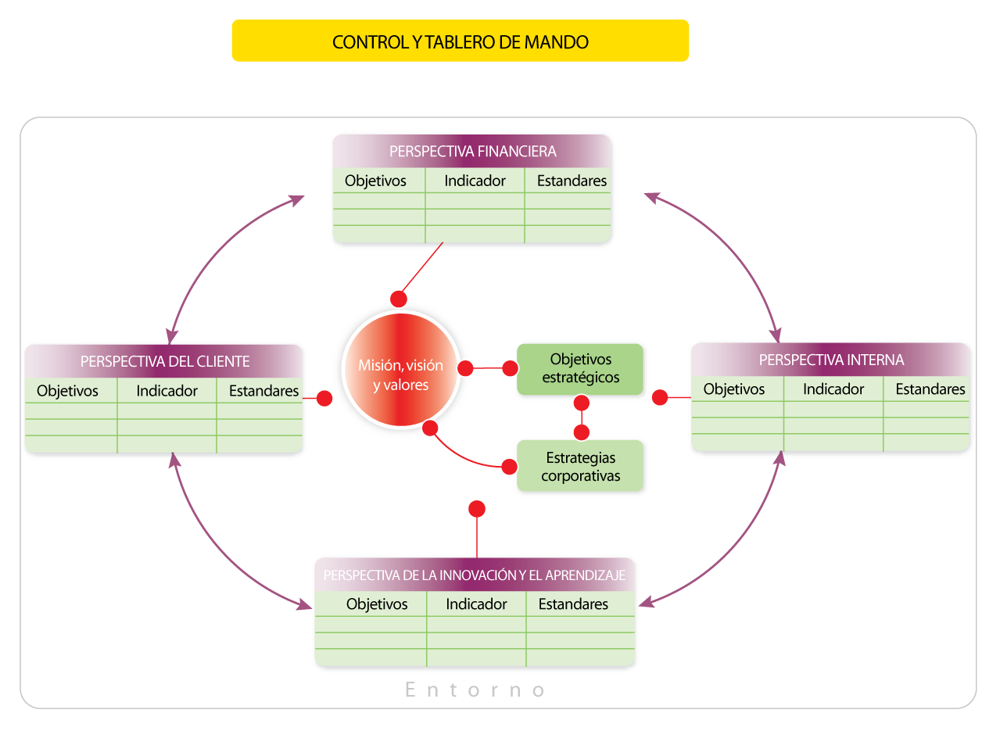 CONTROL Y TABLERO DE MANDO
PERSPECTIVA FINANCIERA
Objetivos Indicador Estandares
PERSPECTIVA DEL CLIENTE
Objetivos Indicador Estandares
Misión, visión
y valores
Objetivos
estratégicos
Estrategias
corporativas
PERSPECTIVA INTERNA
Objetivos Indicador Estandares
PERSPECTIVA DE LA INNOVACIÓN Y EL APRENDIZAJE
Objetivos Indicador Estandares
Entorno